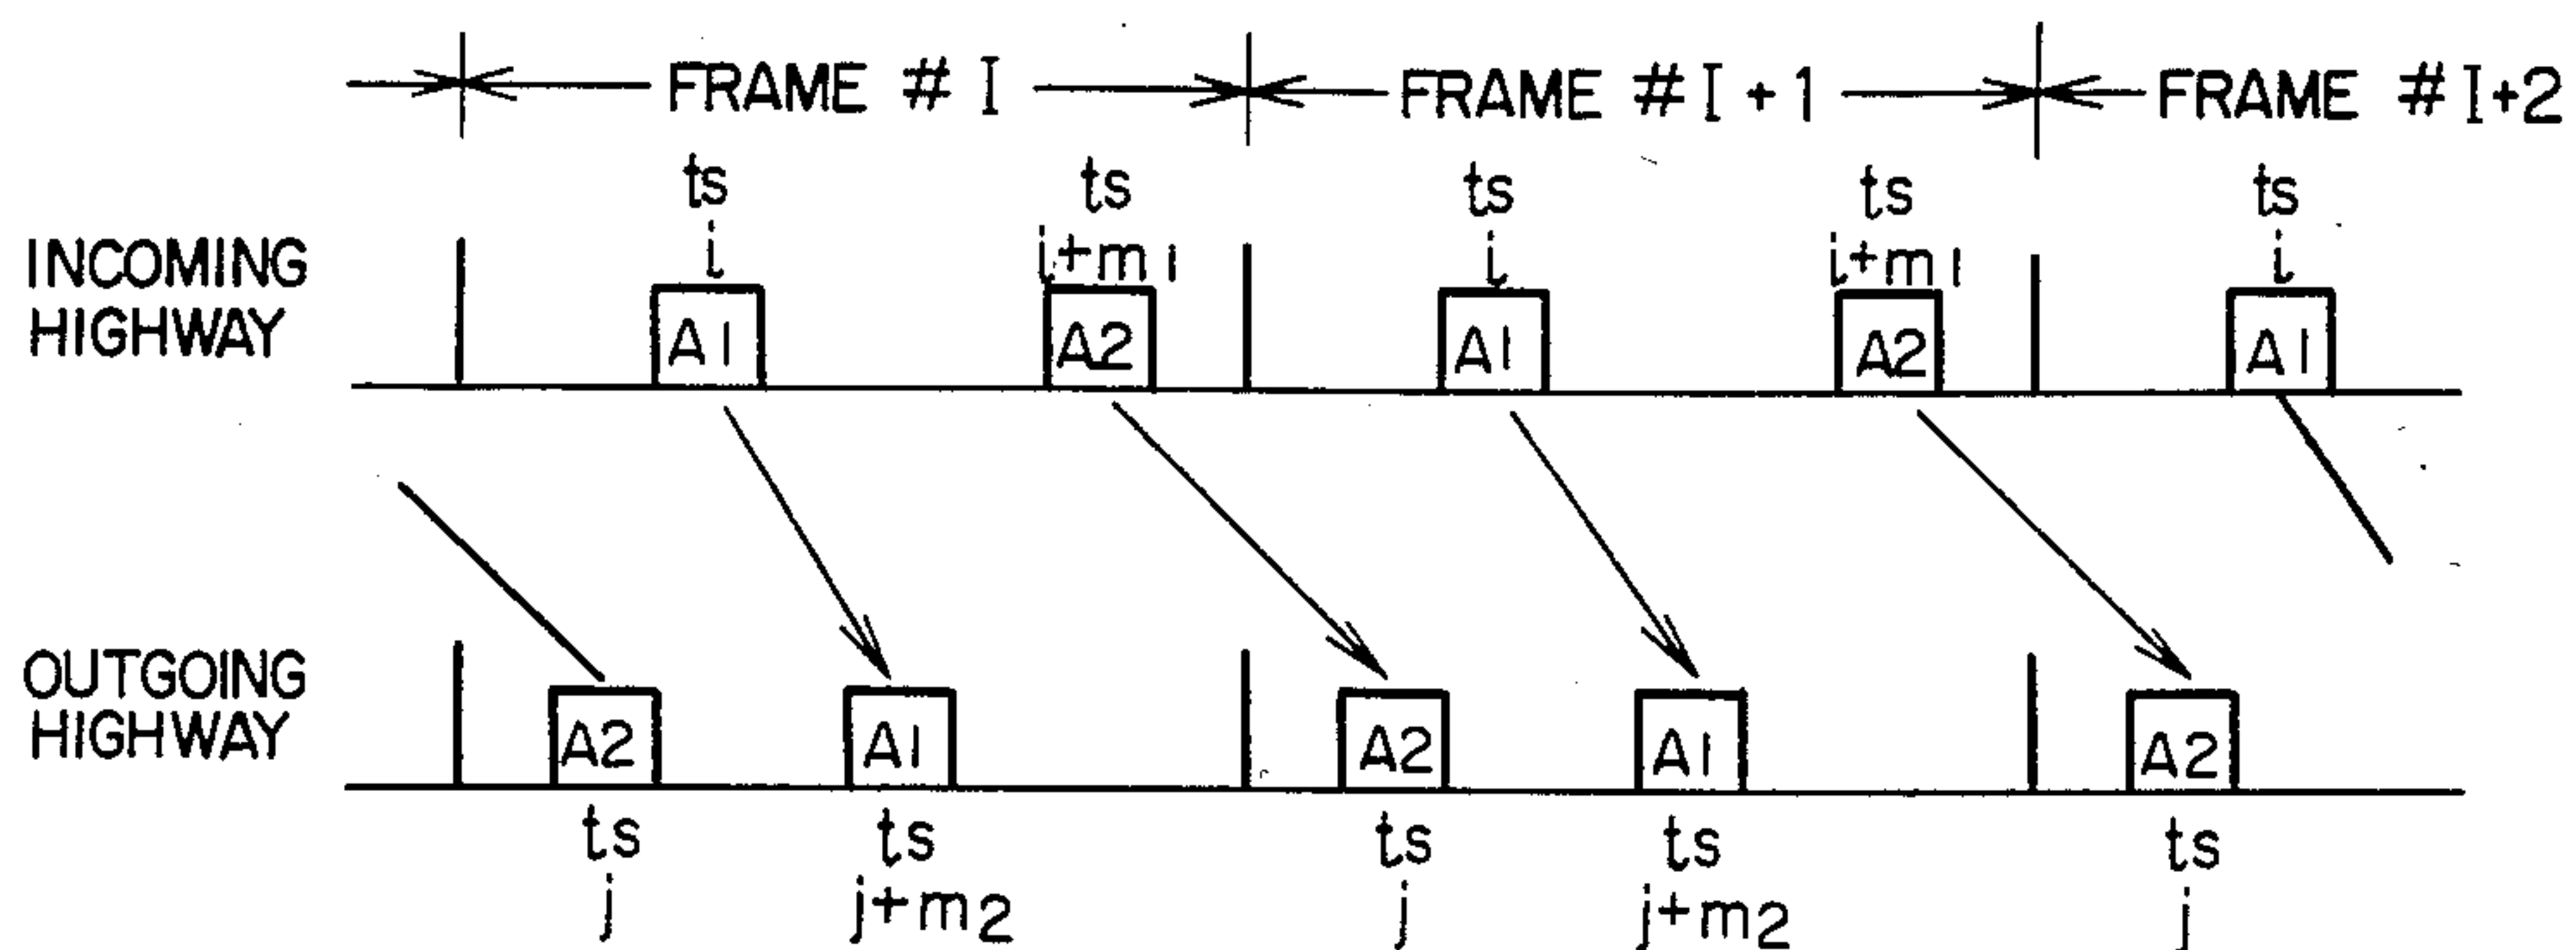 FRAME # I FRAME # I + 1 FRAME # I+2
ts ts ts ts ts
i i+m1 i i+m1 i
INCOMING
HIGHWAY
A1 A2 A1 A2 A1
OUTGOING
HIGHWAY
A2 A1 A2 A1 A2
ts ts ts ts ts
j j+m2 j j+m2 j